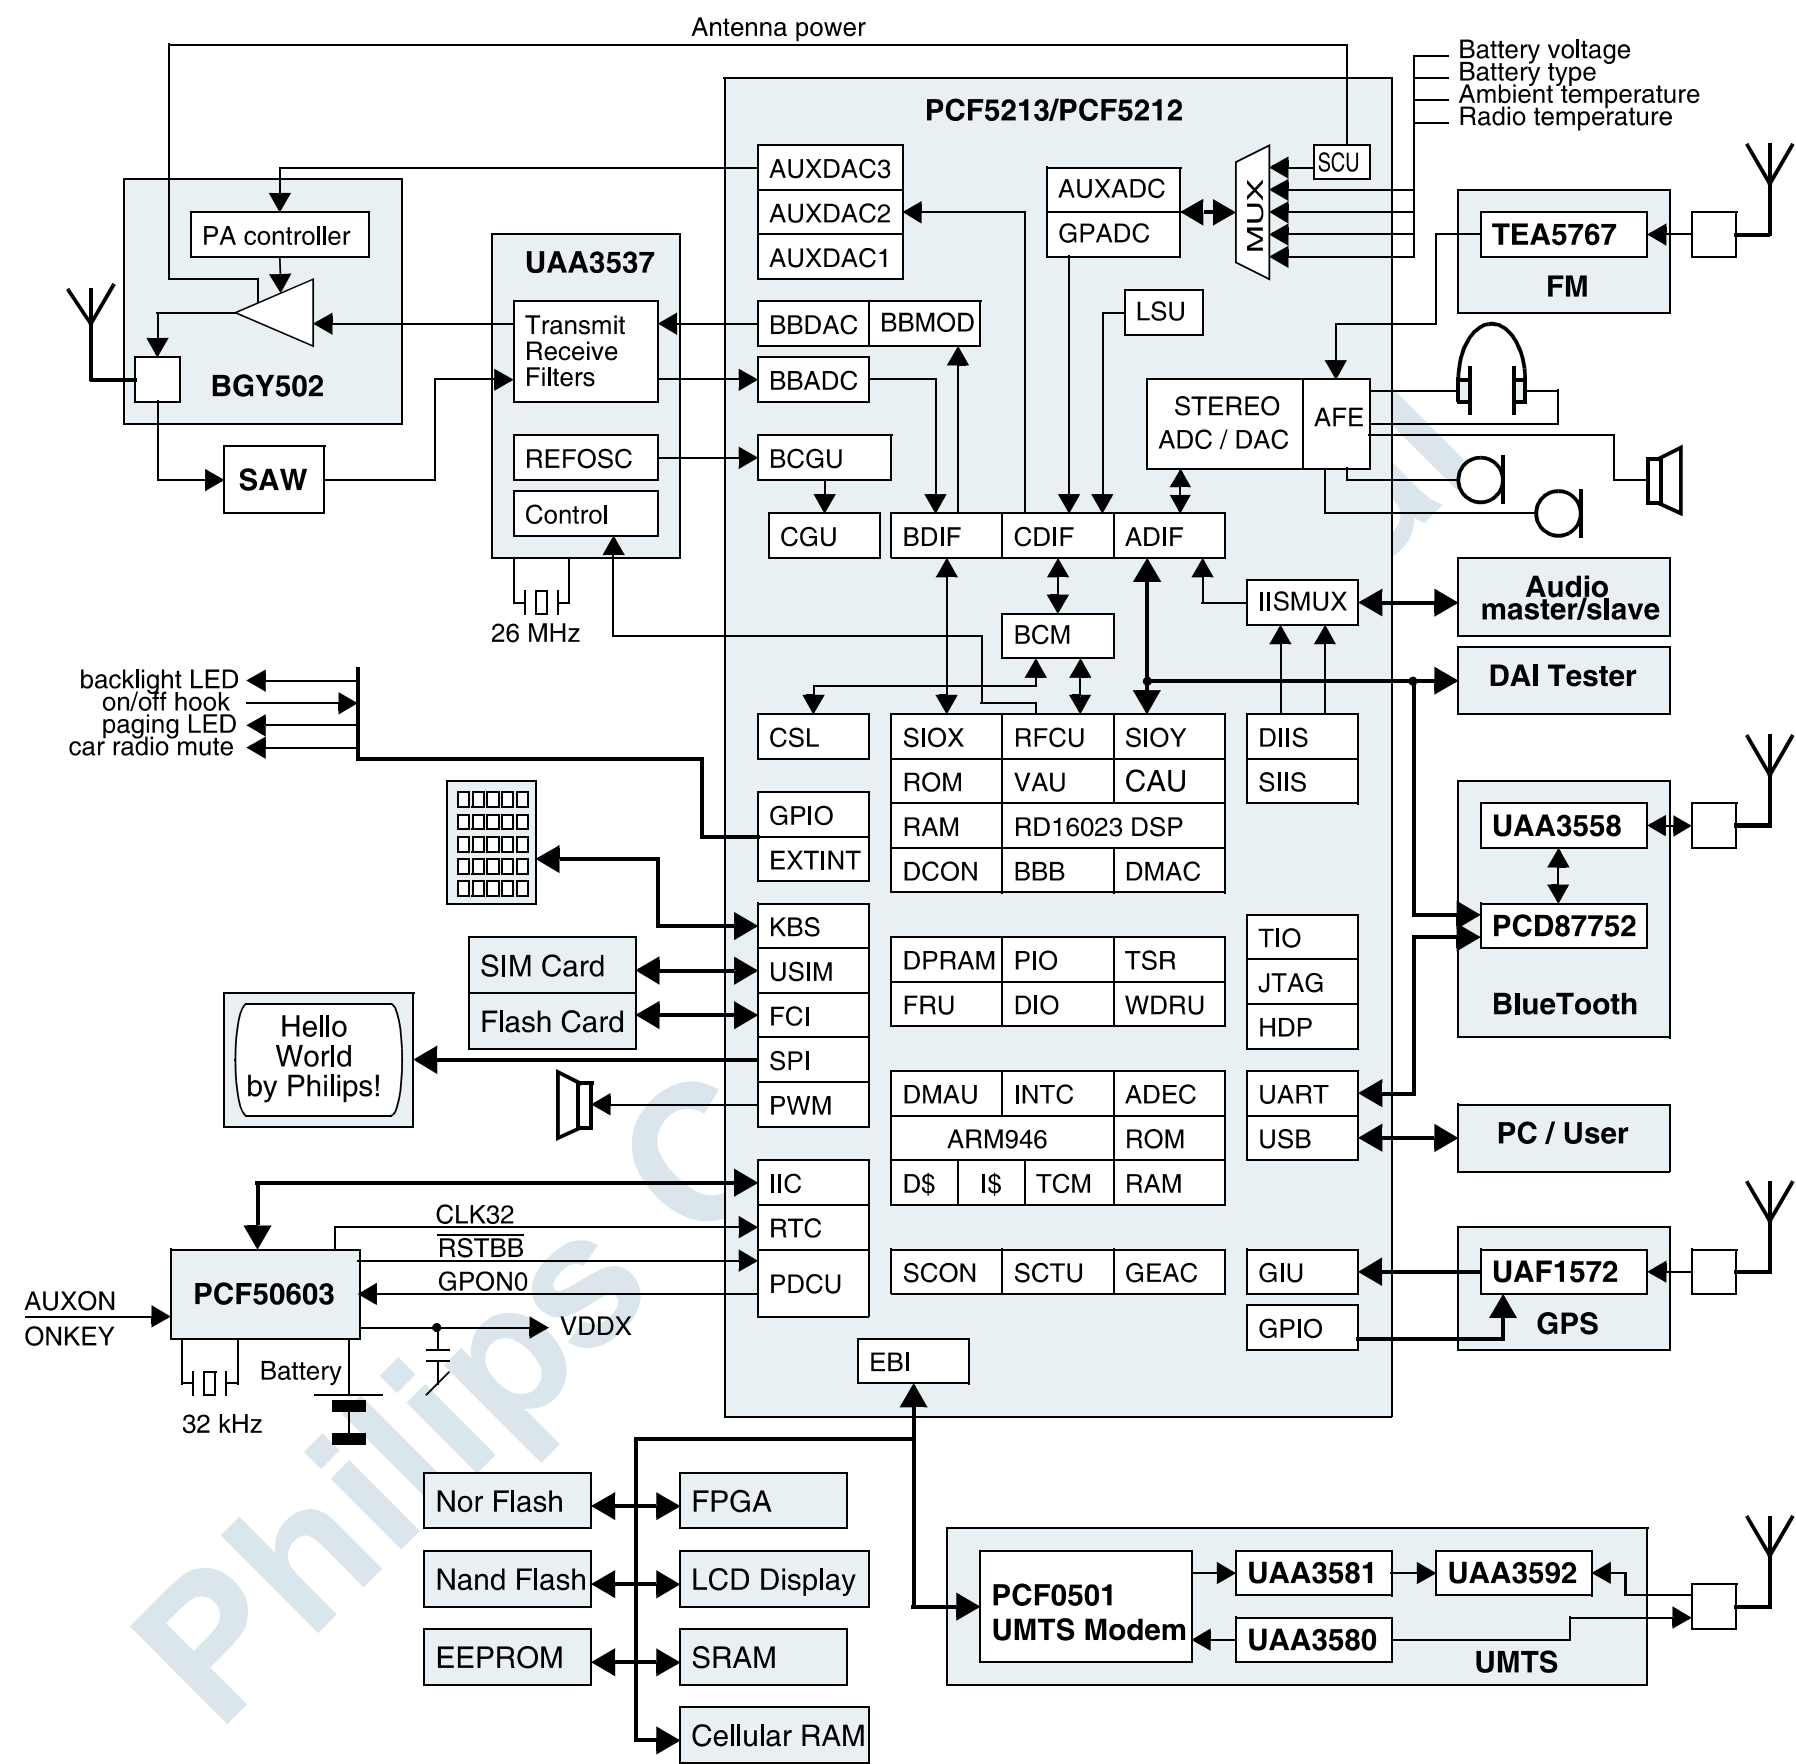 Antenna power
Battery voltage
Battery type
Ambient temperature
Radio temperature
PCF5213/PCF5212
AUXDAC3
AUXDAC2
AUXDAC1
AUXADC
GPADC
MUX
SCU
PA controller
BGY502
UAA3537
Transmit
Receive
Filters
REFOSC
Control
26 MHz
SAW
TEA5767
FM
BBDAC
BBMOD
BBADC
LSU
STEREO
ADC / DAC
AFE
BCGU
CGU
BDIF
CDIF
ADIF
IISMUX
Audio
master/slave
BCM
DAI Tester
backlight LED
on/off hook
paging LED
car radio mute
CSL
SIOX
RFCU
SIOY
DIIS
ROM
VAU
CAU
SIIS
GPIO
RAM
RD16023 DSP
EXTINT
DCON
BBB
DMAC
UAA3558
PCD87752
BlueTooth
KBS
USIM
FCI
SPI
PWM
SIM Card
Flash Card
Hello
World
by Philips!
DPRAM
PIO
TSR
FRU
DIO
WDRU
TIO
JTAG
HDP
DMAU
INTC
ADEC
ARM946
ROM
D$
I$
TCM
RAM
UART
USB
PC / User
IIC
RTC
PDCU
CLK32
RSTBB
GPON0
PCF50603
AUXON
ONKEY
VDDX
Battery
32 kHz
SCON
SCTU
GEAC
GIU
GPIO
UAF1572
GPS
EBI
Nor Flash
FPGA
Nand Flash
LCD Display
EEPROM
SRAM
Cellular RAM
PCF0501
UMTS Modem
UAA3581
UAA3592
UAA3580
UMTS
Philips